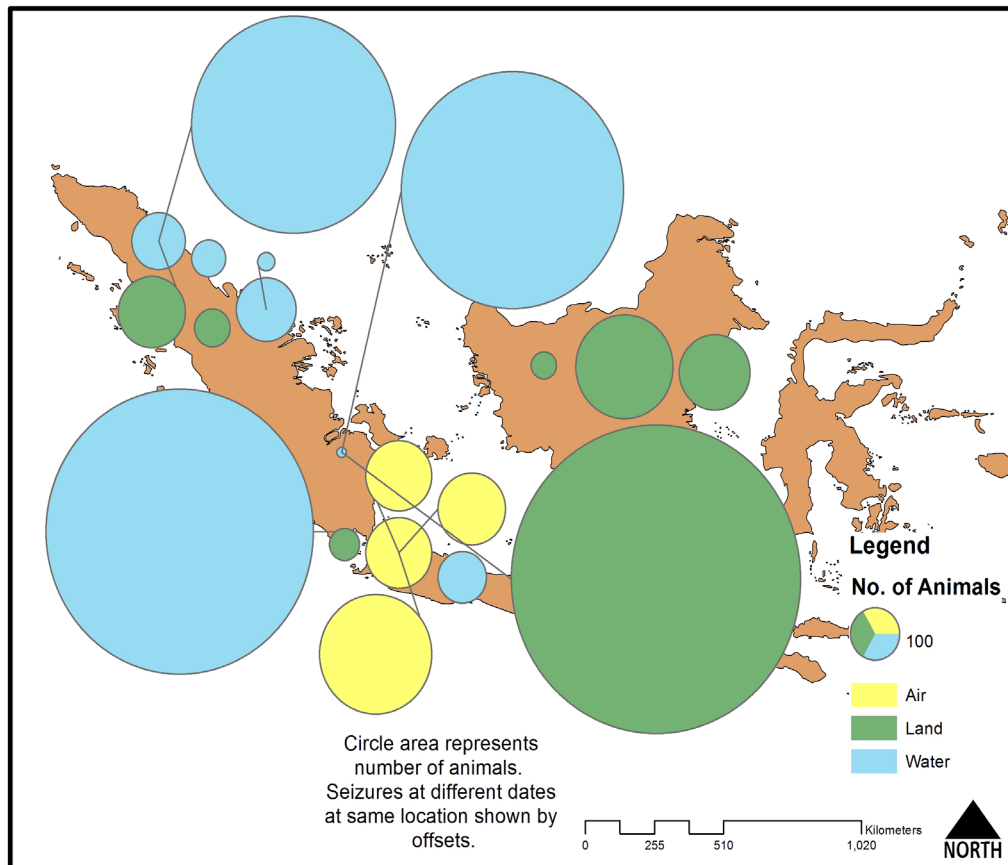 Legend
No. of Animals
100
Air
Land
Water
Circle area represents
number of animals.
Seizures at different dates
at same location shown by
offsets.
Kilometers
0 255 510 1,020
NORTH